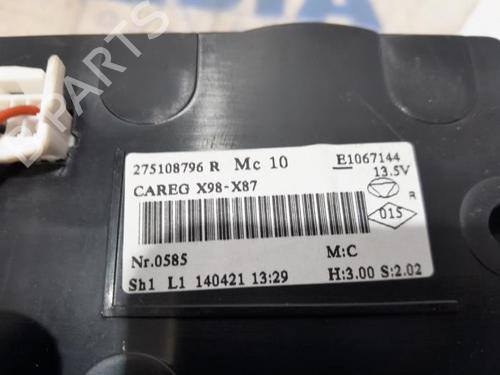 275108796 R Mc 10 E1067144
13.5V
CAREG X98-X87
R
015
Nr.0585 M:C
Sh1 L1 140421 13:29 H:3.00 S:2.02
B-PARTS